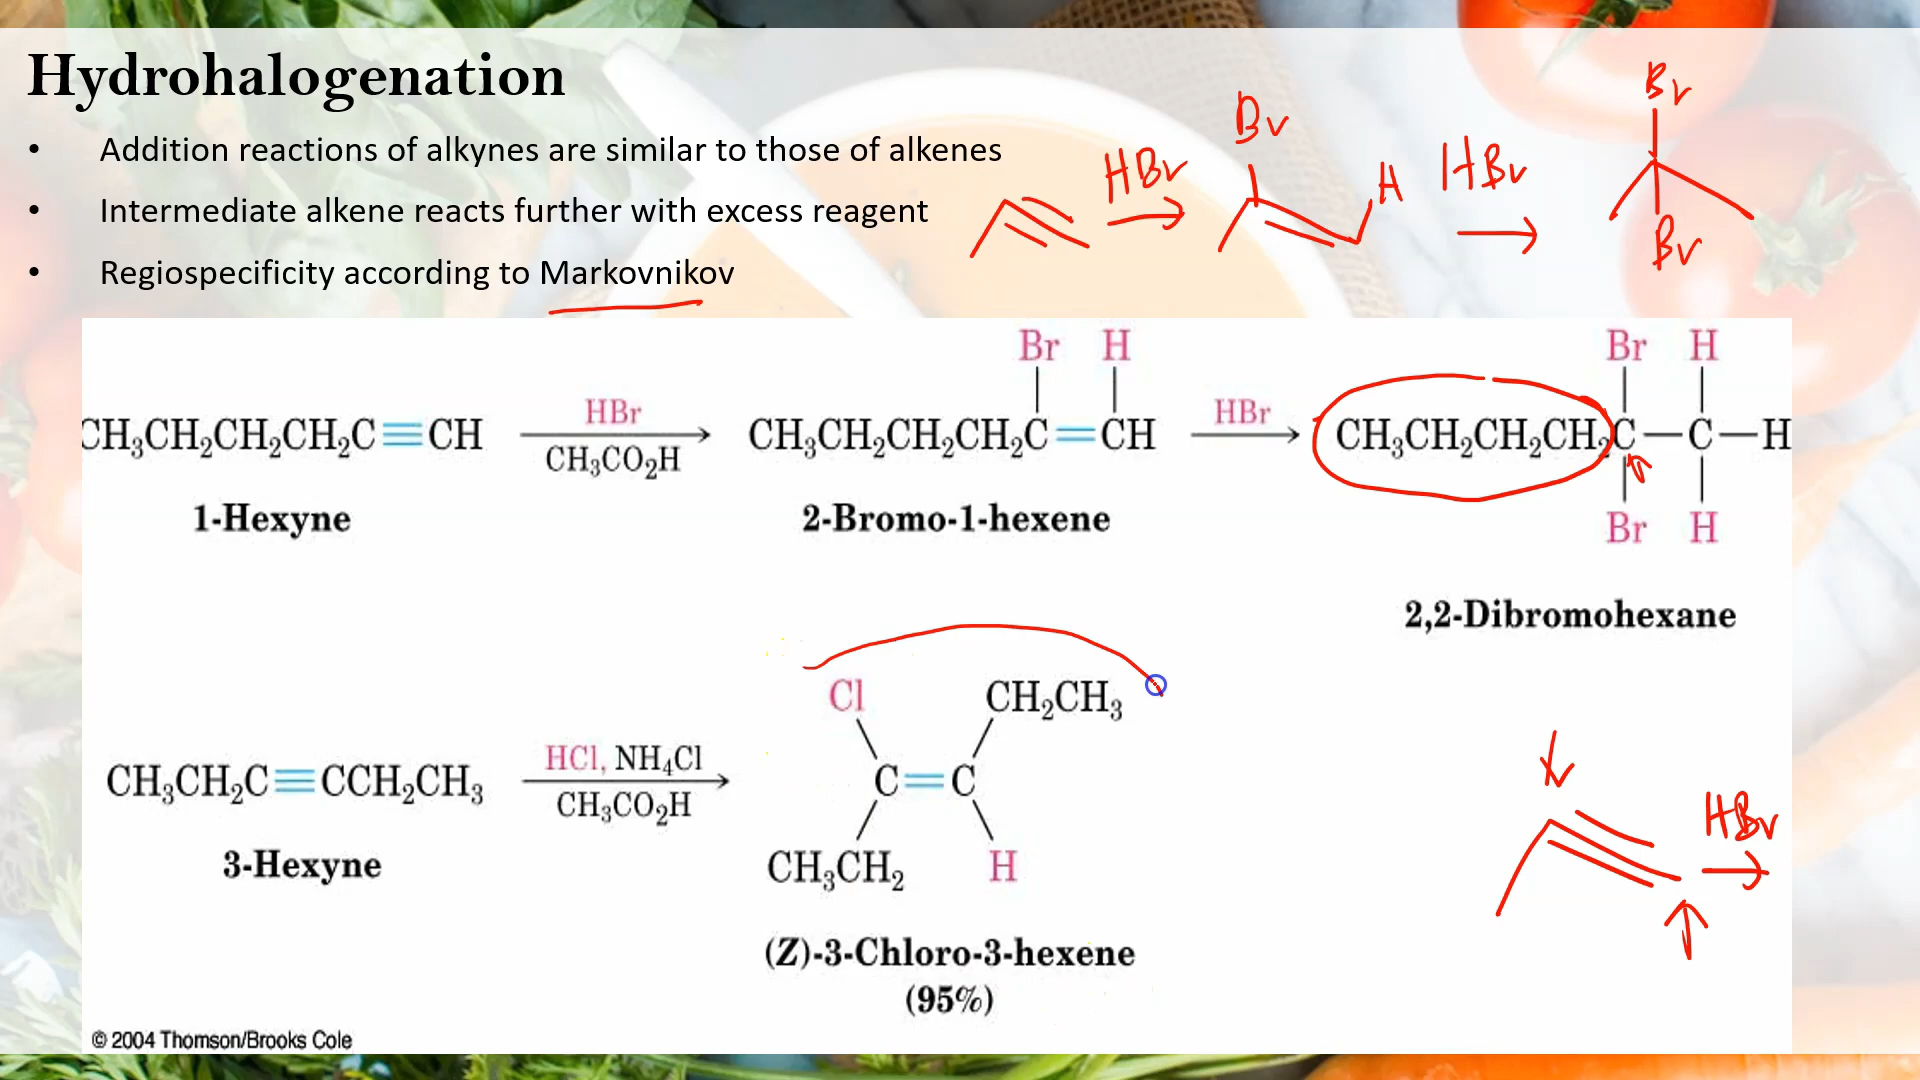 Hydrohalogenation
• Addition reactions of alkynes are similar to those of alkenes
• Intermediate alkene reacts further with excess reagent
• Regiospecificity according to Markovnikov
HBr
Br
H
HBr
Br
Br
Br H
Br H
CH₃CH₂CH₂CH₂C≡CH
HBr
CH₃CO₂H
CH₃CH₂CH₂CH₂C=CH
HBr
CH₃CH₂CH₂CH₂C—C—H
Br H
1-Hexyne
2-Bromo-1-hexene
2,2-Dibromohexane
Cl
CH₂CH₃
CH₃CH₂C≡CCH₂CH₃
HCl, NH₄Cl
CH₃CO₂H
C=C
CH₃CH₂
H
HBr
3-Hexyne
(Z)-3-Chloro-3-hexene
(95%)
© 2004 Thomson/Brooks Cole